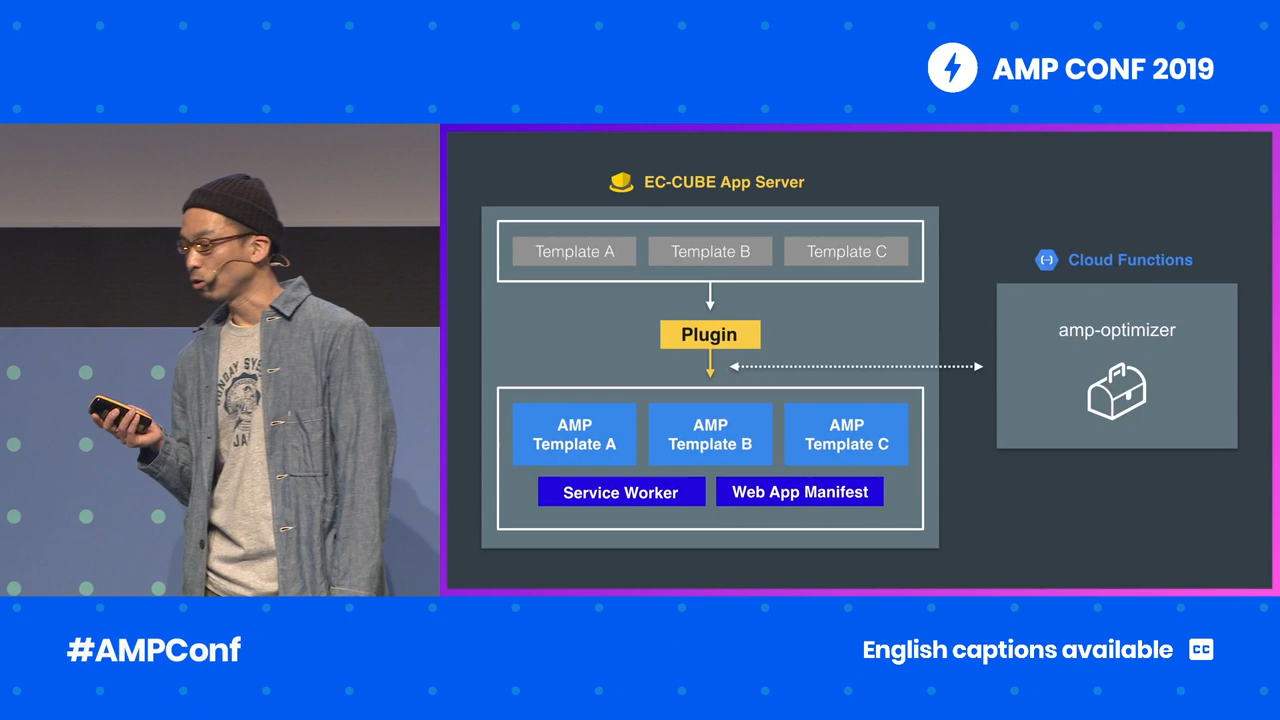 AMP CONF 2019
EC-CUBE App Server
Template A
Template B
Template C
Plugin
AMP
Template A
AMP
Template B
AMP
Template C
Service Worker
Web App Manifest
Cloud Functions
amp-optimizer
#AMPConf
English captions available
CC